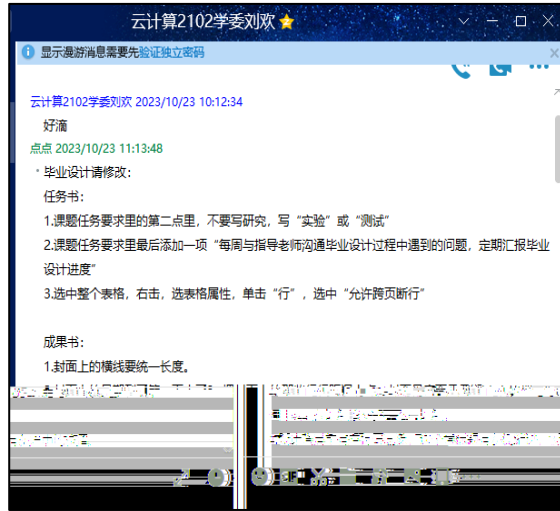 云计算2102学委刘欢
显示漫游消息需要先验证独立密码
云计算2102学委刘欢 2023/10/23 10:12:34
好滴
点点 2023/10/23 11:13:48
毕业设计请修改：
任务书：
1.课题任务要求里的第二点里，不要写研究，写“实验”或“测试”
2.课题任务要求里最后添加一项“每周与指导老师沟通毕业设计过程中遇到的问题，定期汇报毕业
设计进度”
3.选中整个表格，右击，选表格属性，单击“行”，选中“允许跨页断行”
成果书：
1.封面上的横线要统一长度。